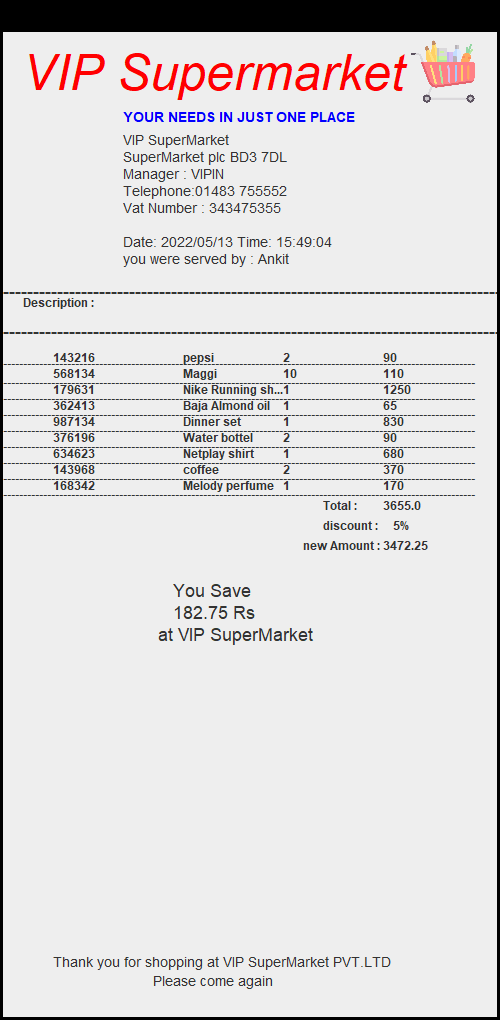 VIP Supermarket
YOUR NEEDS IN JUST ONE PLACE
VIP SuperMarket
SuperMarket plc BD3 7DL
Manager : VIPIN
Telephone:01483 755552
Vat Number : 343475355
Date: 2022/05/13 Time: 15:49:04
you were served by : Ankit
Description :
143216 pepsi 2 90
568134 Maggi 10 110
179631 Nike Running sh...1 1250
362413 Baja Almond oil 1 65
987134 Dinner set 1 830
376196 Water bottel 2 90
634623 Netplay shirt 1 680
143968 coffee 2 370
168342 Melody perfume 1 170
Total : 3655.0
discount : 5%
new Amount : 3472.25
You Save
182.75 Rs
at VIP SuperMarket
Thank you for shopping at VIP SuperMarket PVT.LTD
Please come again